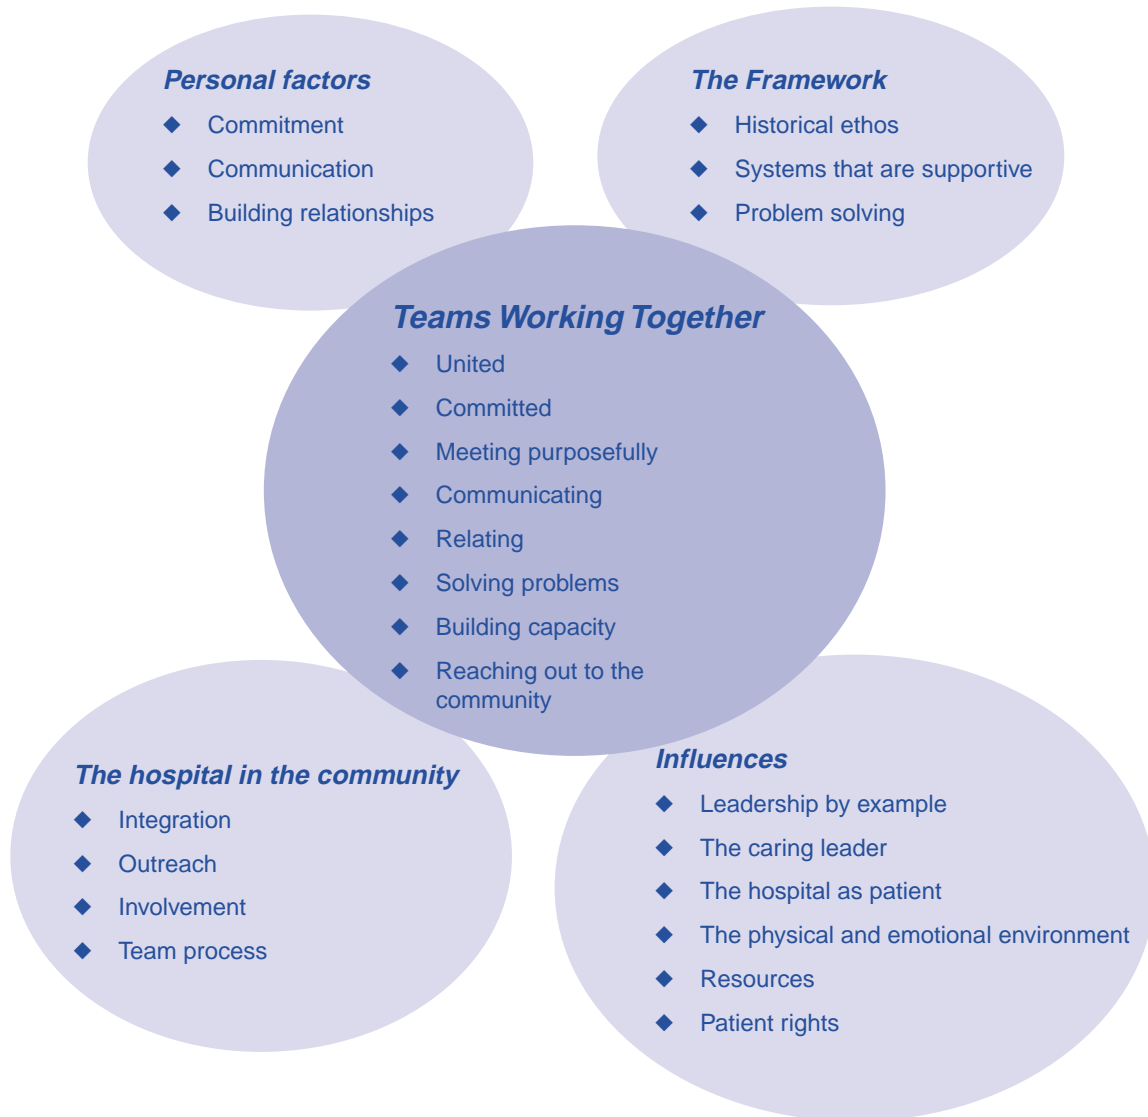 Personal factors
◆ Commitment
◆ Communication
◆ Building relationships
The Framework
◆ Historical ethos
◆ Systems that are supportive
◆ Problem solving
Teams Working Together
◆ United
◆ Committed
◆ Meeting purposefully
◆ Communicating
◆ Relating
◆ Solving problems
◆ Building capacity
◆ Reaching out to the
community
The hospital in the community
◆ Integration
◆ Outreach
◆ Involvement
◆ Team process
Influences
◆ Leadership by example
◆ The caring leader
◆ The hospital as patient
◆ The physical and emotional environment
◆ Resources
◆ Patient rights